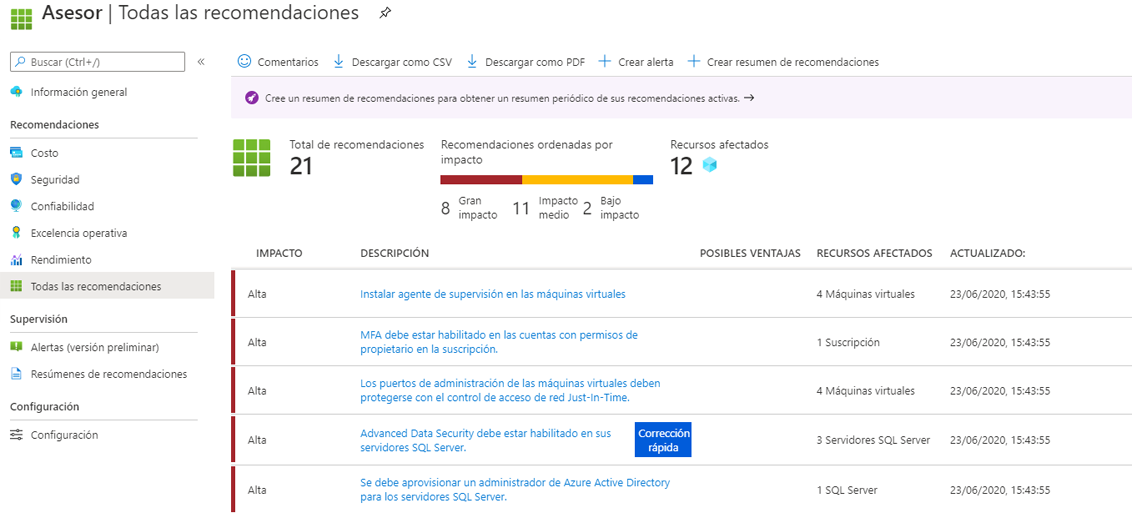 Asesor | Todas las recomendaciones
Buscar (Ctrl+/)
«
Información general
Recomendaciones
Costo
Seguridad
Confiabilidad
Excelencia operativa
Rendimiento
Todas las recomendaciones
Supervisión
Alertas (versión preliminar)
Resúmenes de recomendaciones
Configuración
Configuración
Comentarios
Descargar como CSV
Descargar como PDF
Crear alerta
Crear resumen de recomendaciones
Cree un resumen de recomendaciones para obtener un resumen periódico de sus recomendaciones activas. →
Total de recomendaciones
21
Recomendaciones ordenadas por
impacto
8 Gran
impacto
11 Impacto
medio
2 Bajo
impacto
Recursos afectados
12
IMPACTO DESCRIPCIÓN POSIBLES VENTAJAS RECURSOS AFECTADOS ACTUALIZADO:
Alta Instalar agente de supervisión en las máquinas virtuales 4 Máquinas virtuales 23/06/2020, 15:43:55
Alta MFA debe estar habilitado en las cuentas con permisos de
propietario en la suscripción. 1 Suscripción 23/06/2020, 15:43:55
Alta Los puertos de administración de las máquinas virtuales deben
protegerse con el control de acceso de red Just-In-Time. 4 Máquinas virtuales 23/06/2020, 15:43:55
Alta Advanced Data Security debe estar habilitado en sus
servidores SQL Server. Corrección
rápida 3 Servidores SQL Server 23/06/2020, 15:43:55
Alta Se debe aprovisionar un administrador de Azure Active Directory
para los servidores SQL Server. 1 SQL Server 23/06/2020, 15:43:55